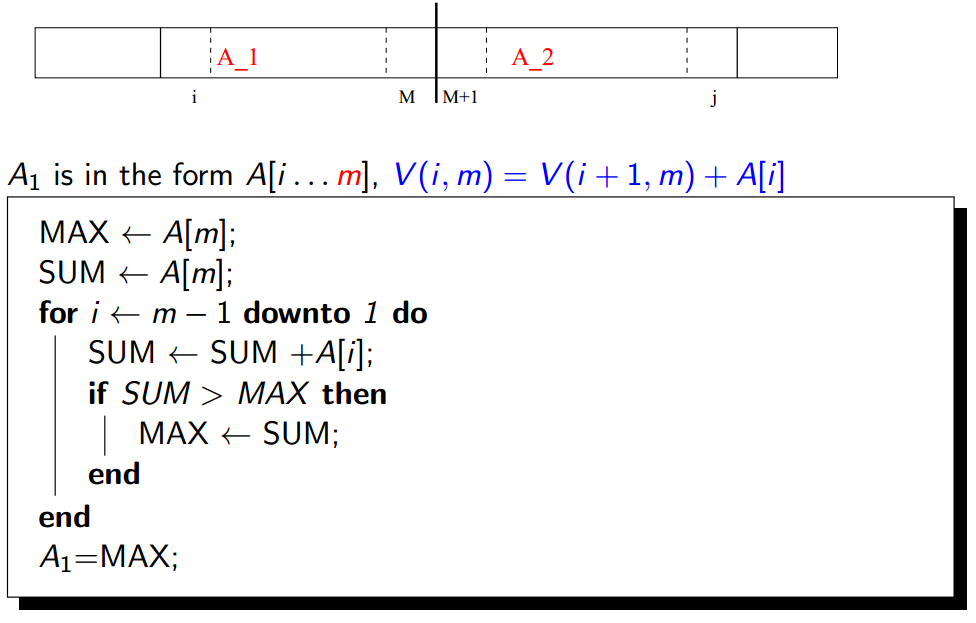 A_1 A_2
i M M+1 j
A₁ is in the form A[i … m], V(i, m) = V(i + 1, m) + A[i]
MAX ← A[m];
SUM ← A[m];
for i ← m − 1 downto 1 do
SUM ← SUM +A[i];
if SUM > MAX then
MAX ← SUM;
end
end
A₁=MAX;